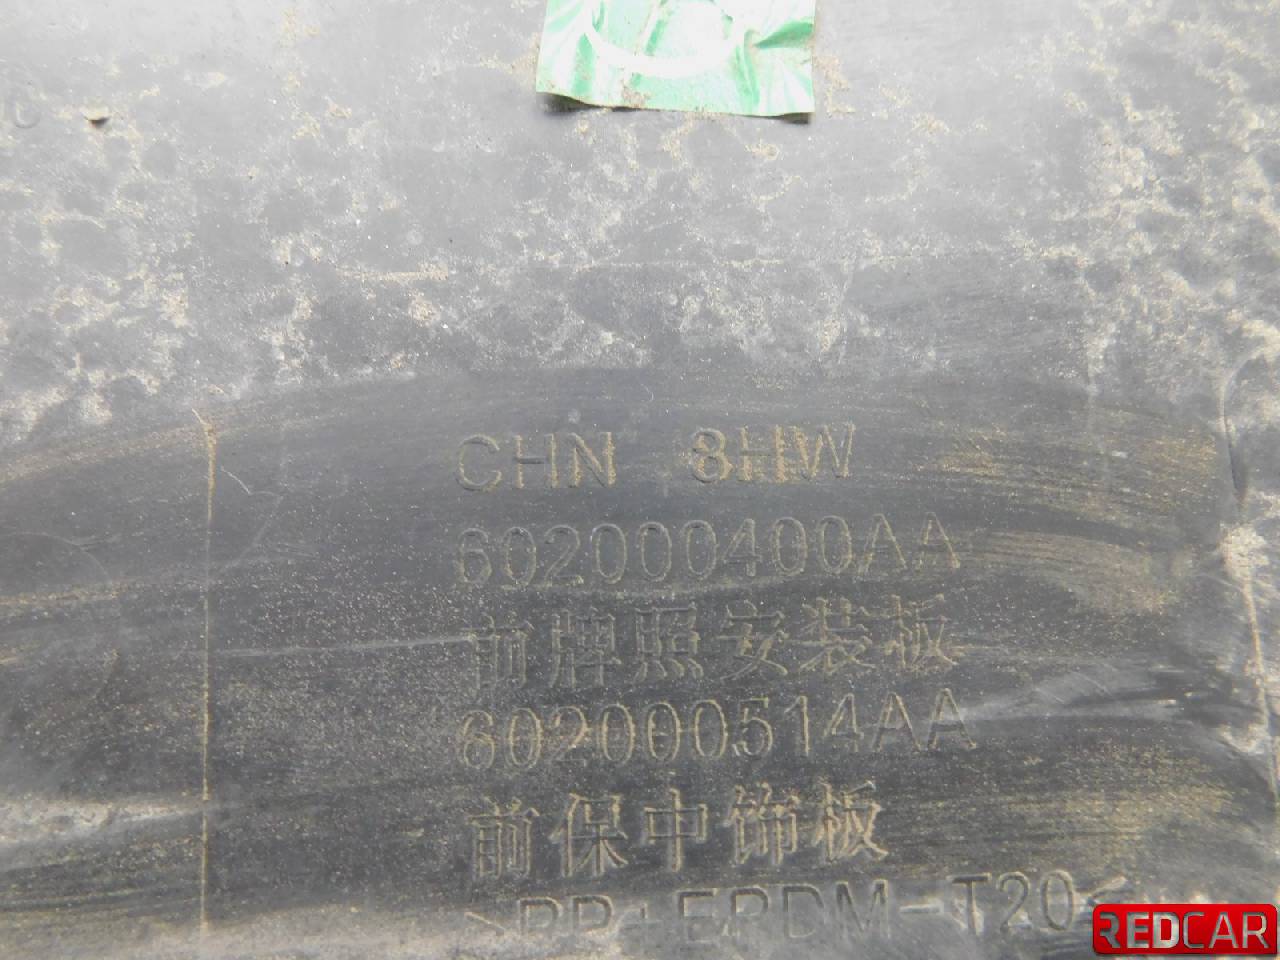 CHN 8HW
602000400AA
前牌照安装板
602000514AA
前保中饰板
>PP+EPDM-T20<
REDCAR